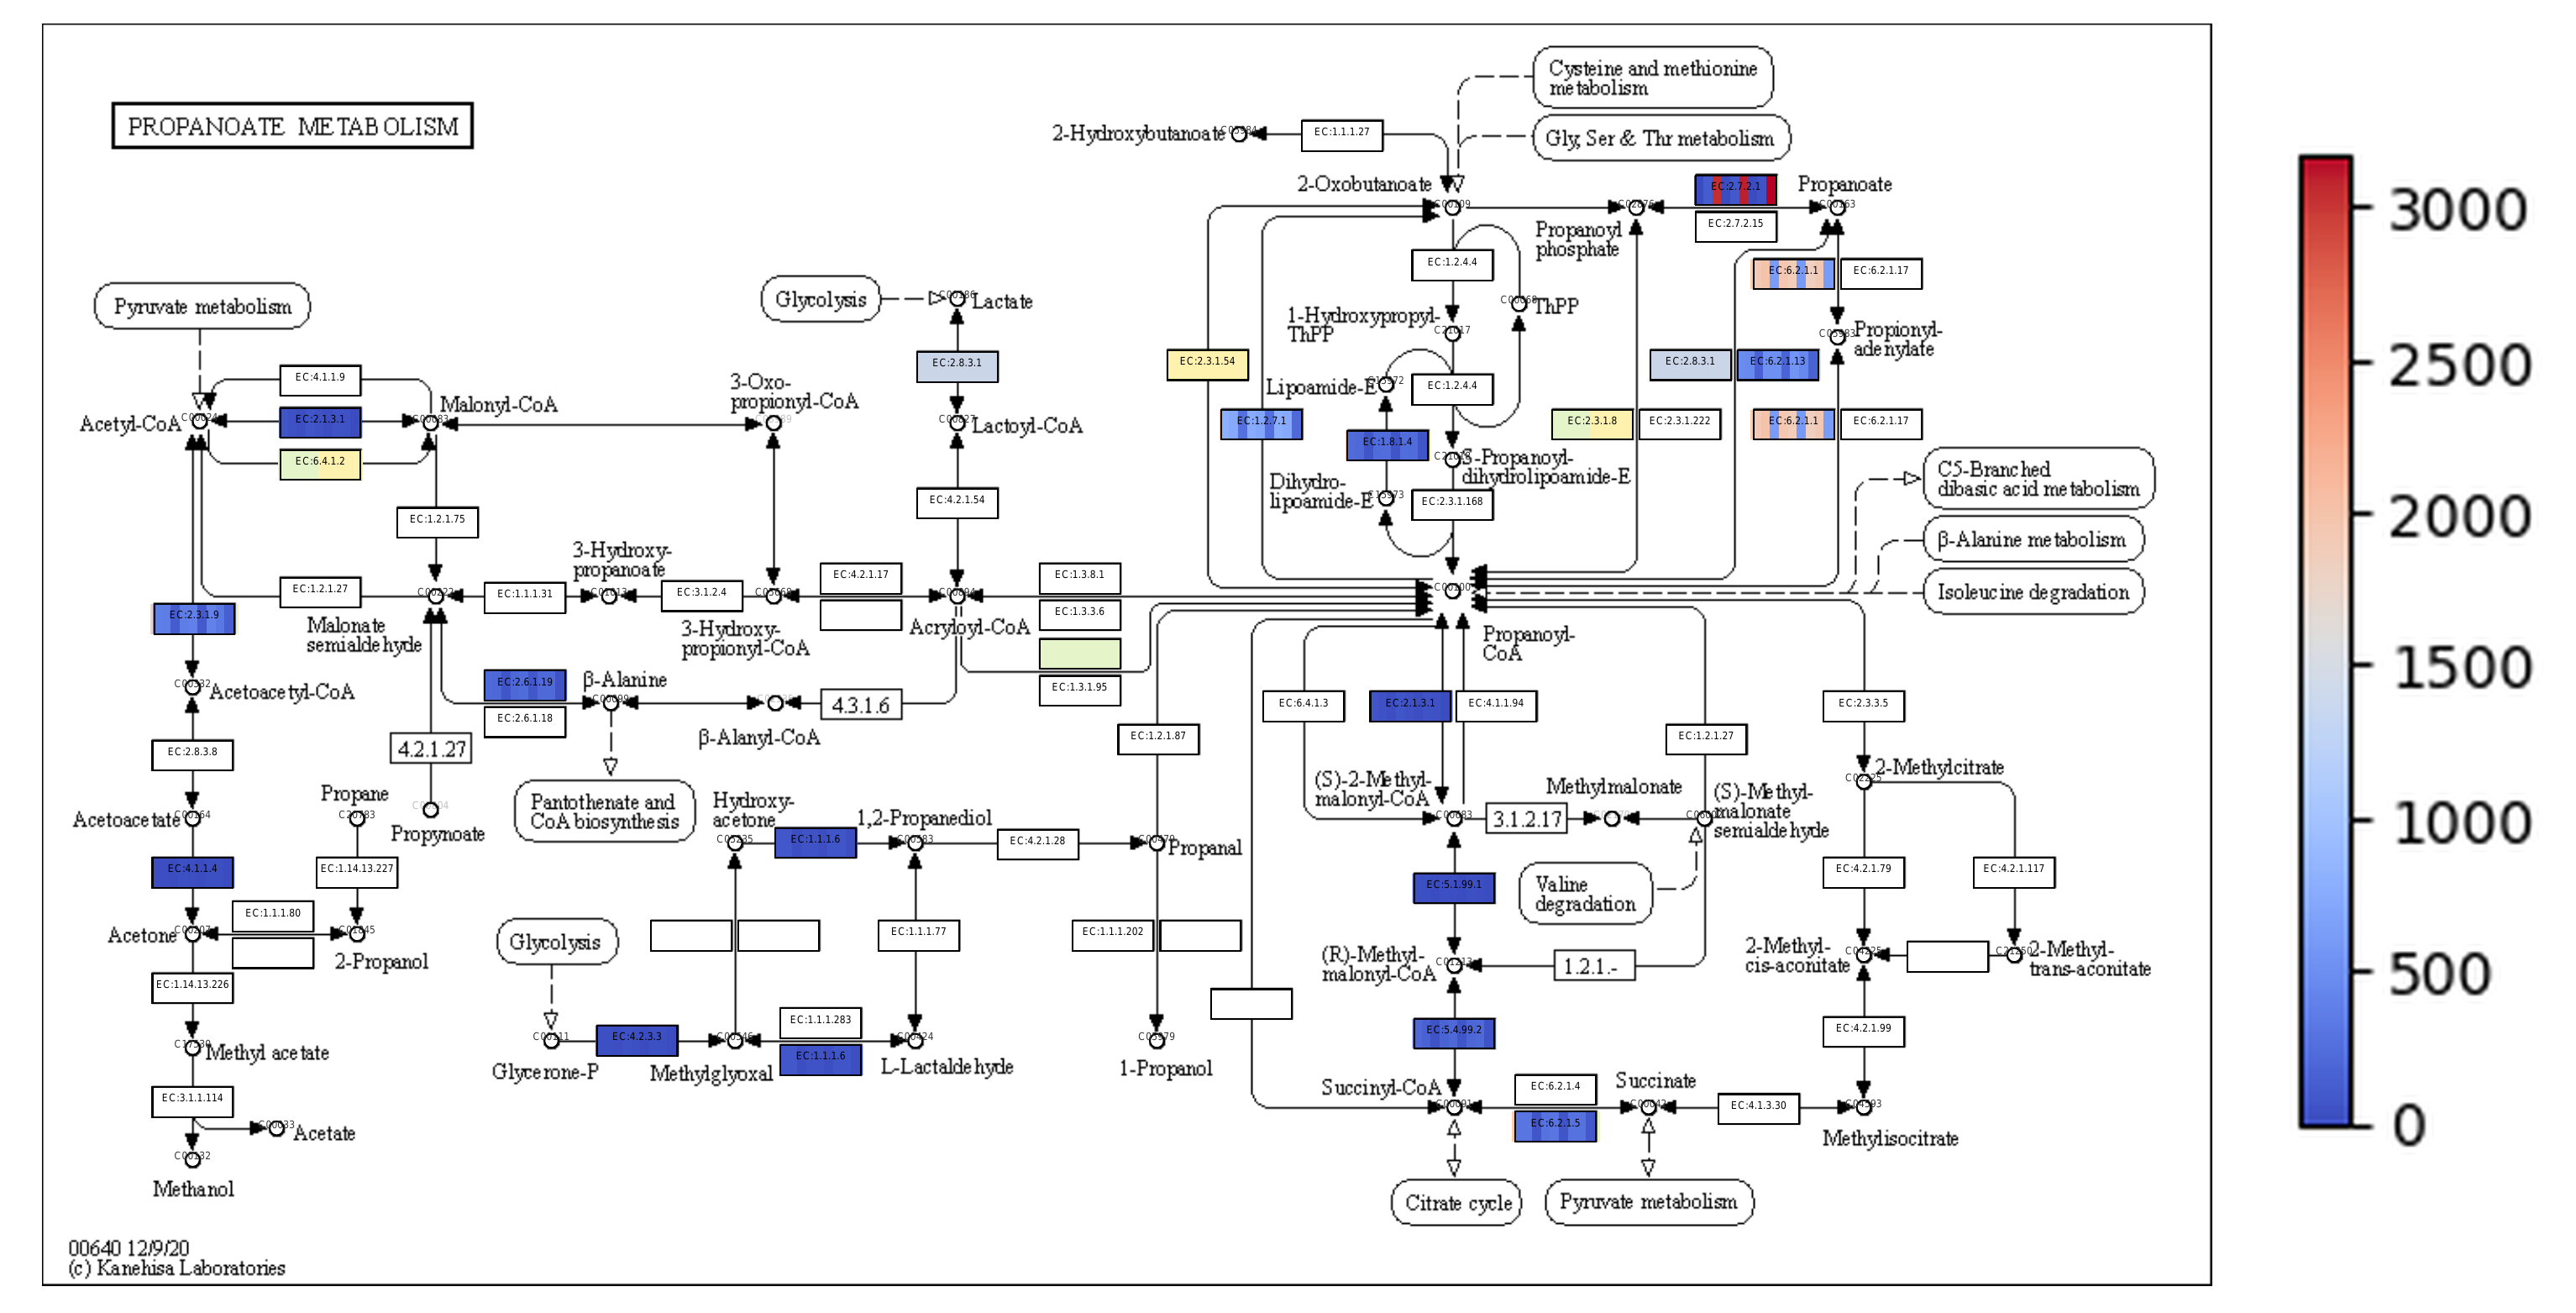 PROPANOATE METABOLISM
Cysteine and methionine
metabolism
Gly, Ser & Thr metabolism
2-Hydroxybutanoate
EC:1.1.1.27
2-Oxobutanoate
C00109
EC:2.7.2.1
EC:2.7.2.15
Propanoate
C00163
Propanoyl
phosphate
EC:1.2.4.4
EC:6.2.1.1
EC:6.2.1.17
Pyruvate metabolism
Glycolysis
Lactate
1-Hydroxypropyl-
ThPP
ThPP
Propionyl-
adenylate
EC:2.8.3.1
EC:2.3.1.54
EC:2.8.3.1
EC:6.2.1.13
EC:4.1.1.9
3-Oxo-
propionyl-CoA
Lipoamide-E
EC:1.2.4.4
Malonyl-CoA
Acetyl-CoA
EC:2.1.3.1
Lactoyl-CoA
EC:1.2.7.1
EC:1.8.1.4
EC:2.3.1.8
EC:2.3.1.222
EC:6.2.1.1
EC:6.2.1.17
EC:6.4.1.2
S-Propanoyl-
dihydrolipoamide-E
Dihydro-
lipoamide-E
EC:2.3.1.168
C5-Branched
dibasic acid metabolism
β-Alanine metabolism
Isoleucine degradation
EC:1.2.1.75
EC:4.2.1.54
3-Hydroxy-
propanoate
EC:1.2.1.27
EC:1.1.1.31
EC:3.1.2.4
EC:4.2.1.17
EC:1.3.8.1
EC:1.3.3.6
EC:1.3.1.95
EC:2.3.1.9
Malonate
semialdehyde
3-Hydroxy-
propionyl-CoA
Acryloyl-CoA
Propanoyl-
CoA
Acetoacetyl-CoA
EC:2.6.1.19
EC:2.6.1.18
β-Alanine
4.3.1.6
β-Alanyl-CoA
EC:6.4.1.3
EC:2.1.3.1
EC:4.1.1.94
EC:2.3.3.5
EC:2.8.3.8
4.2.1.27
EC:1.2.1.87
EC:1.2.1.27
2-Methylcitrate
Propane
Propynoate
Pantothenate and
CoA biosynthesis
Hydroxy-
acetone
1,2-Propanediol
(S)-2-Methyl-
malonyl-CoA
Methylmalonate
(S)-Methyl-
malonate
semialdehyde
Acetoacetate
EC:1.1.1.6
EC:4.2.1.28
Propanal
3.1.2.17
EC:4.1.1.4
EC:1.14.13.227
EC:5.1.99.1
Valine
degradation
EC:4.2.1.79
EC:4.2.1.117
EC:1.1.1.80
Acetone
2-Propanol
Glycolysis
EC:1.1.1.77
EC:1.1.1.202
(R)-Methyl-
malonyl-CoA
1.2.1.-
2-Methyl-
cis-aconitate
2-Methyl-
trans-aconitate
EC:1.14.13.226
EC:1.1.1.283
EC:4.2.3.3
EC:1.1.1.6
EC:5.4.99.2
EC:4.2.1.99
Methyl acetate
Glycerone-P
Methylglyoxal
L-Lactaldehyde
1-Propanol
EC:3.1.1.114
Succinyl-CoA
EC:6.2.1.4
EC:6.2.1.5
Succinate
EC:4.1.3.30
Methylisocitrate
Acetate
Methanol
Citrate cycle
Pyruvate metabolism
00640 12/9/20
(c) Kanehisa Laboratories
3000
2500
2000
1500
1000
500
0